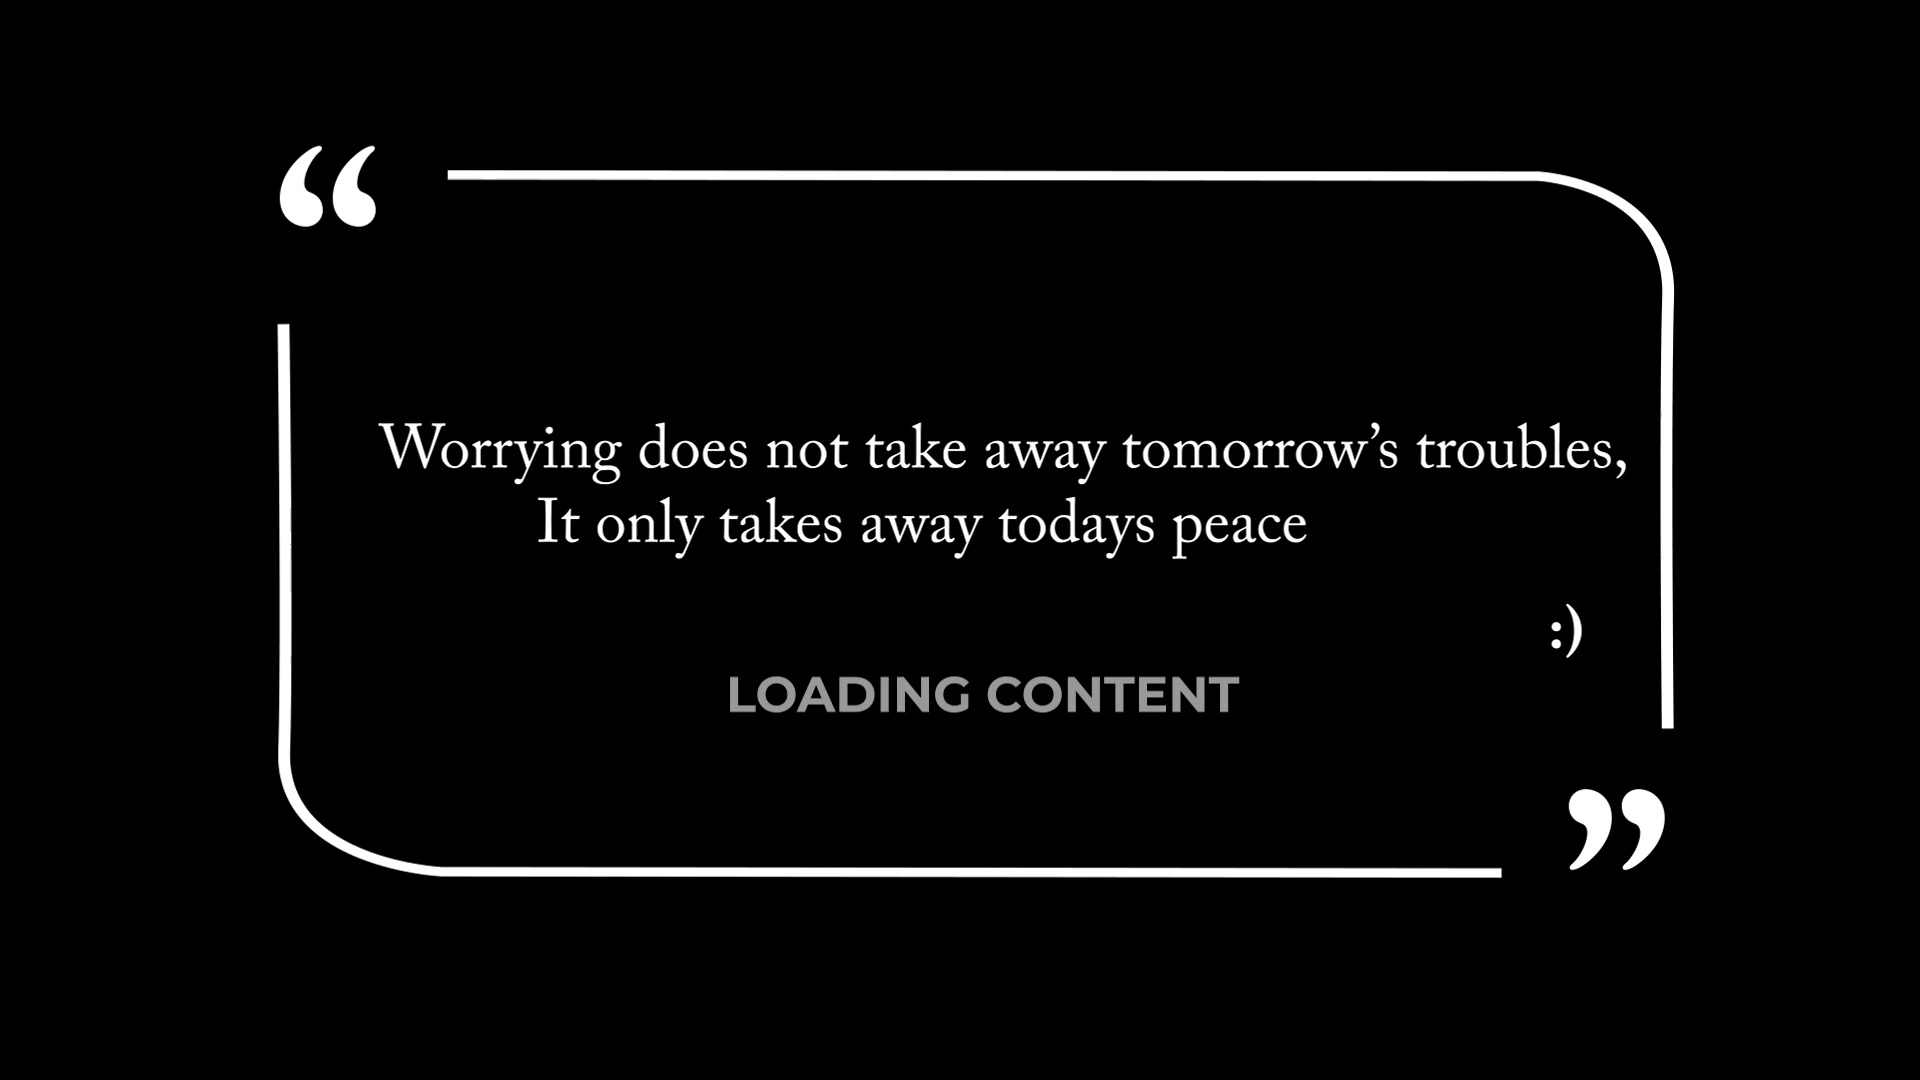 “
Worrying does not take away tomorrow’s troubles,
It only takes away todays peace
:)
LOADING CONTENT
”